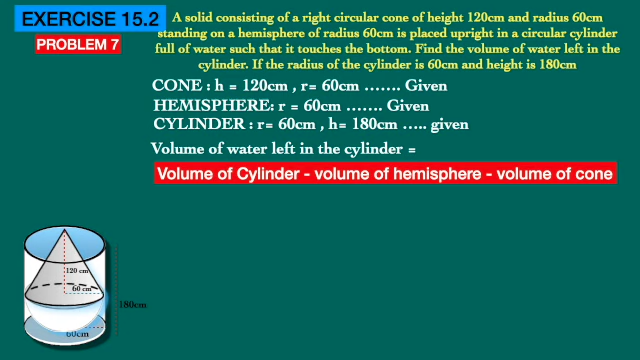 EXERCISE 15.2
PROBLEM 7
A solid consisting of a right circular cone of height 120cm and radius 60cm
standing on a hemisphere of radius 60cm is placed upright in a circular cylinder
full of water such that it touches the bottom. Find the volume of water left in the
cylinder. If the radius of the cylinder is 60cm and height is 180cm
CONE : h = 120cm , r= 60cm ……. Given
HEMISPHERE: r = 60cm ……. Given
CYLINDER : r= 60cm , h= 180cm ….. given
Volume of water left in the cylinder =
Volume of Cylinder - volume of hemisphere - volume of cone
120 cm
60 cm
180cm
60cm